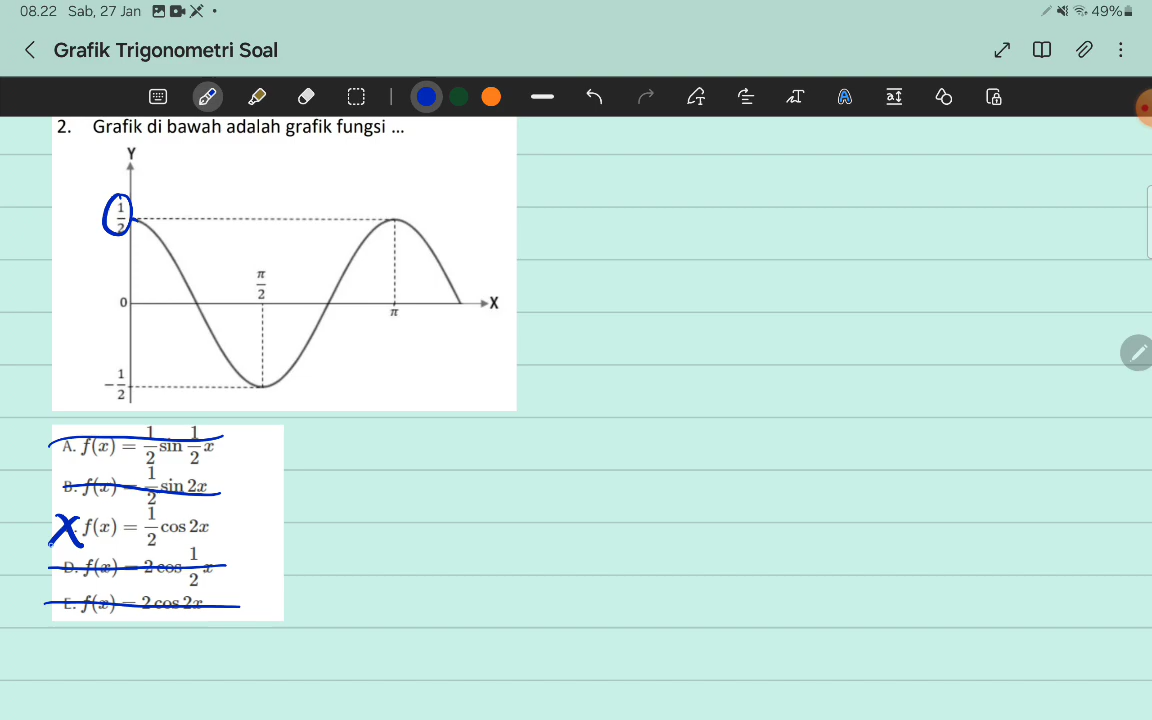 08.22 Sab, 27 Jan
49%
Grafik Trigonometri Soal
2. Grafik di bawah adalah grafik fungsi ...
Y
1/2
π/2
0
X
π
-1/2
A. f(x) = 1/2 sin 1/2 x
B. f(x) = 1/2 sin 2x
X f(x) = 1/2 cos 2x
D. f(x) = 2 cos 1/2 x
E. f(x) = 2 cos 2x